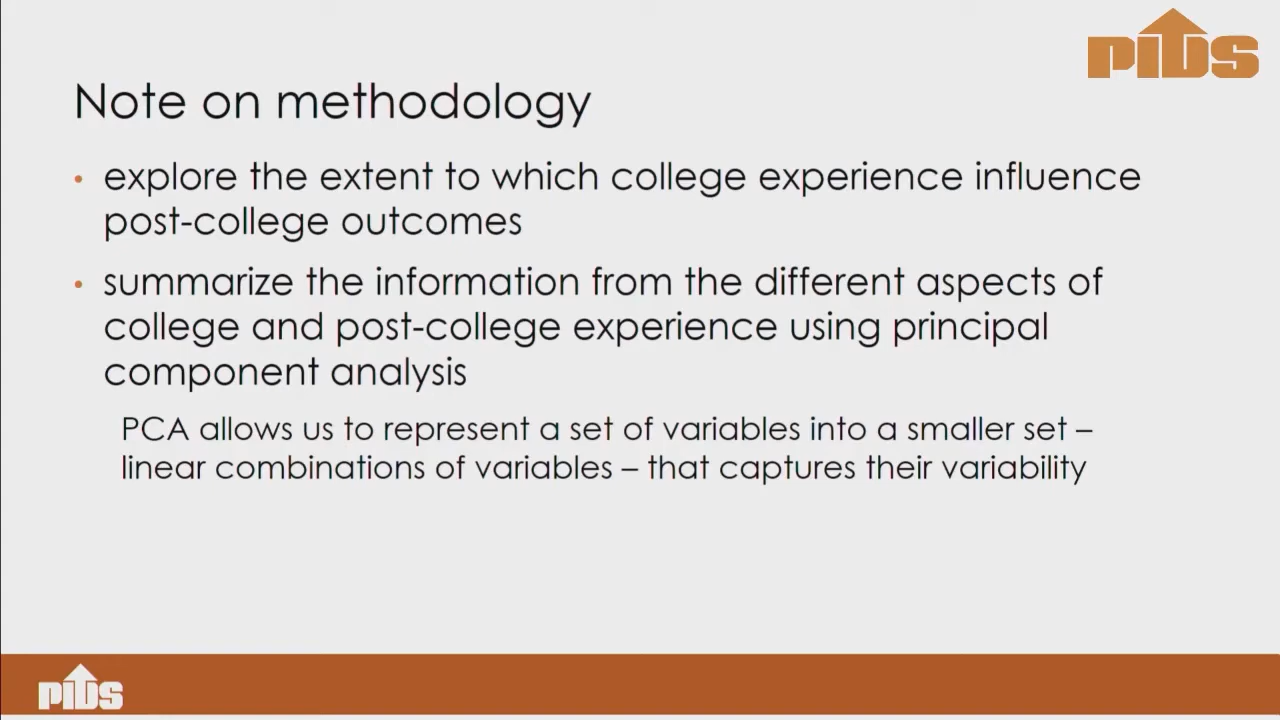 PIDS
Note on methodology
• explore the extent to which college experience influence
post-college outcomes
• summarize the information from the different aspects of
college and post-college experience using principal
component analysis
PCA allows us to represent a set of variables into a smaller set –
linear combinations of variables – that captures their variability
PIDS